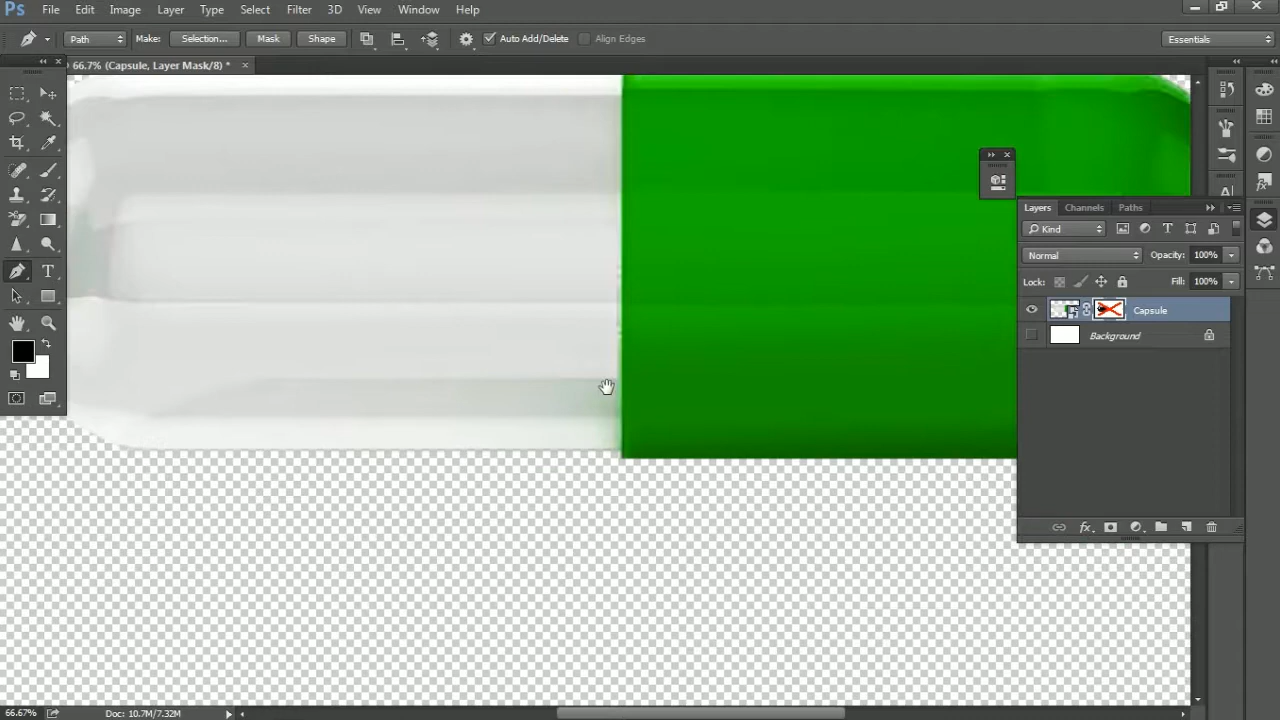 Ps File Edit Image Layer Type Select Filter 3D View Window Help
Path Make: Selection... Mask Shape Auto Add/Delete Align Edges Essentials
66.7% (Capsule, Layer Mask/8) * ×
Layers Channels Paths
Kind T
Normal Opacity: 100%
Lock: Fill: 100%
Capsule
Background
fx
66.67% Doc: 10.7M/7.32M